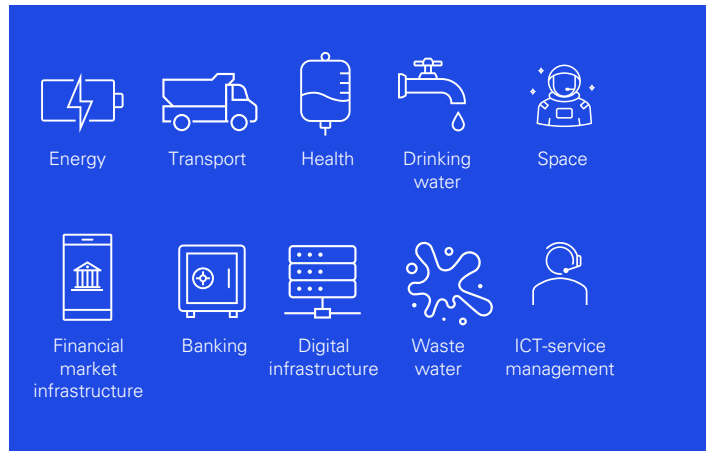 Energy
Transport
Health
Drinking
water
Space
Financial
market
infrastructure
Banking
Digital
infrastructure
Waste
water
ICT-service
management